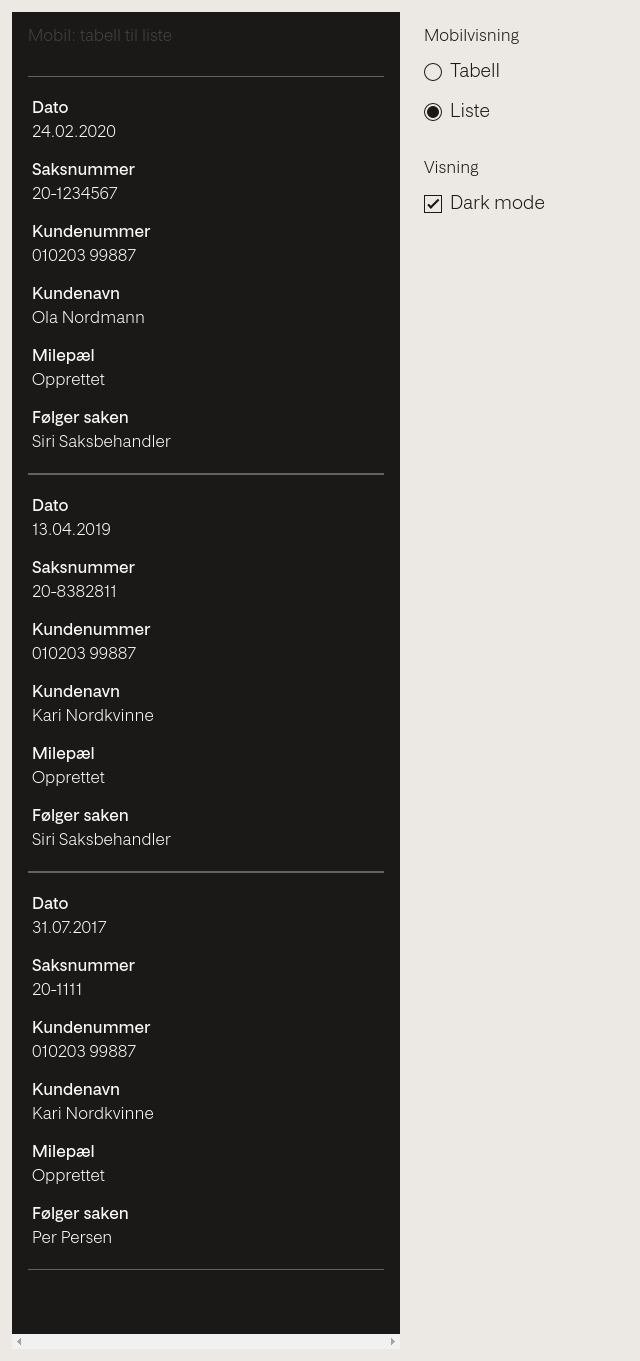 Mobil: tabell til liste
Dato
24.02.2020
Saksnummer
20-1234567
Kundenummer
010203 99887
Kundenavn
Ola Nordmann
Milepæl
Opprettet
Følger saken
Siri Saksbehandler
Dato
13.04.2019
Saksnummer
20-8382811
Kundenummer
010203 99887
Kundenavn
Kari Nordkvinne
Milepæl
Opprettet
Følger saken
Siri Saksbehandler
Dato
31.07.2017
Saksnummer
20-1111
Kundenummer
010203 99887
Kundenavn
Kari Nordkvinne
Milepæl
Opprettet
Følger saken
Per Persen
Mobilvisning
Tabell
Liste
Visning
Dark mode